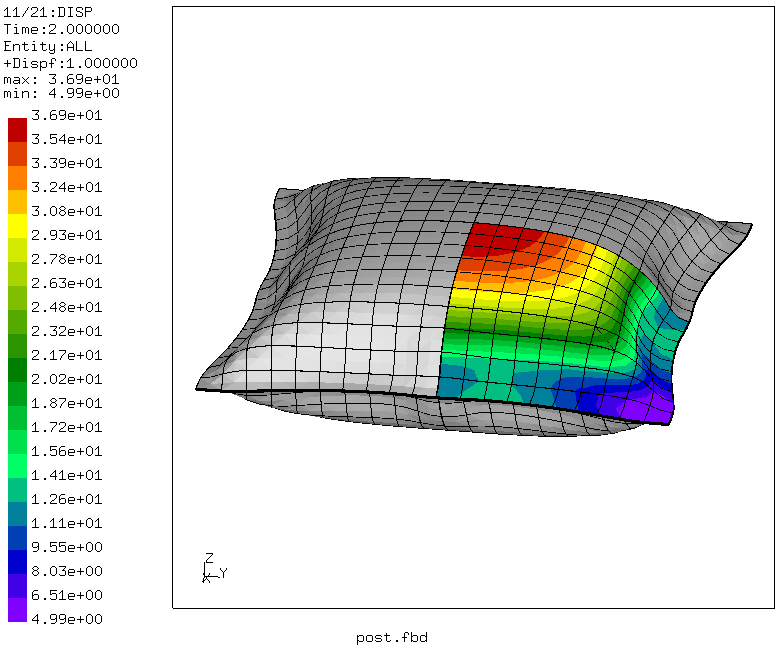 11/21:DISP
Time:2.000000
Entity:ALL
+Dispf:1.000000
max: 3.69e+01
min: 4.99e+00
3.69e+01
3.54e+01
3.39e+01
3.24e+01
3.08e+01
2.93e+01
2.78e+01
2.63e+01
2.48e+01
2.32e+01
2.17e+01
2.02e+01
1.87e+01
1.72e+01
1.56e+01
1.41e+01
1.26e+01
1.11e+01
9.55e+00
8.03e+00
6.51e+00
4.99e+00
Z
X Y
post.fbd